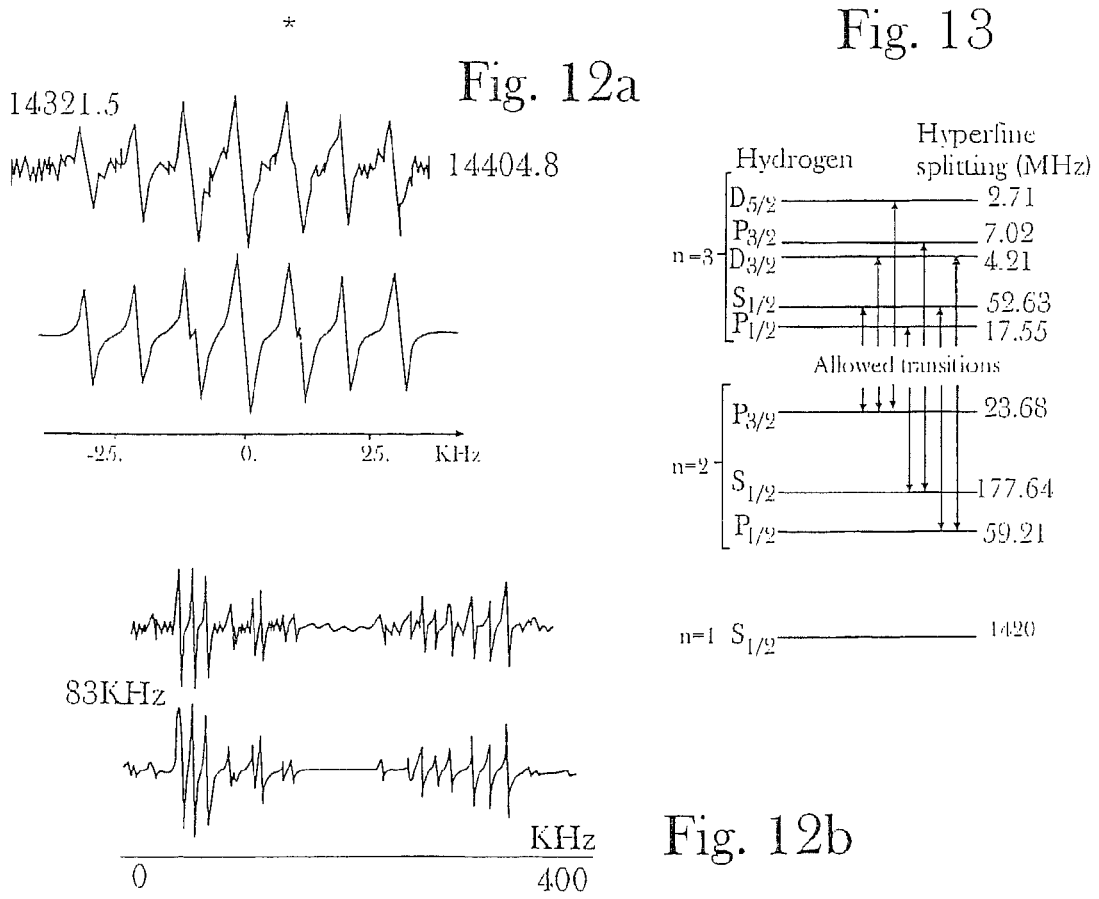 *
Fig. 12a
14321.5
14404.8
-25. 0. 25. KHz
83KHz
KHz
0 400
Fig. 12b
Fig. 13
Hydrogen
Hyperfine
splitting (MHz)
D5/2 2.71
P3/2 7.02
n=3
D3/2 4.21
S1/2 52.63
P1/2 17.55
Allowed transitions
P3/2 23.68
n=2
S1/2 177.64
P1/2 59.21
n=1 S1/2 1420